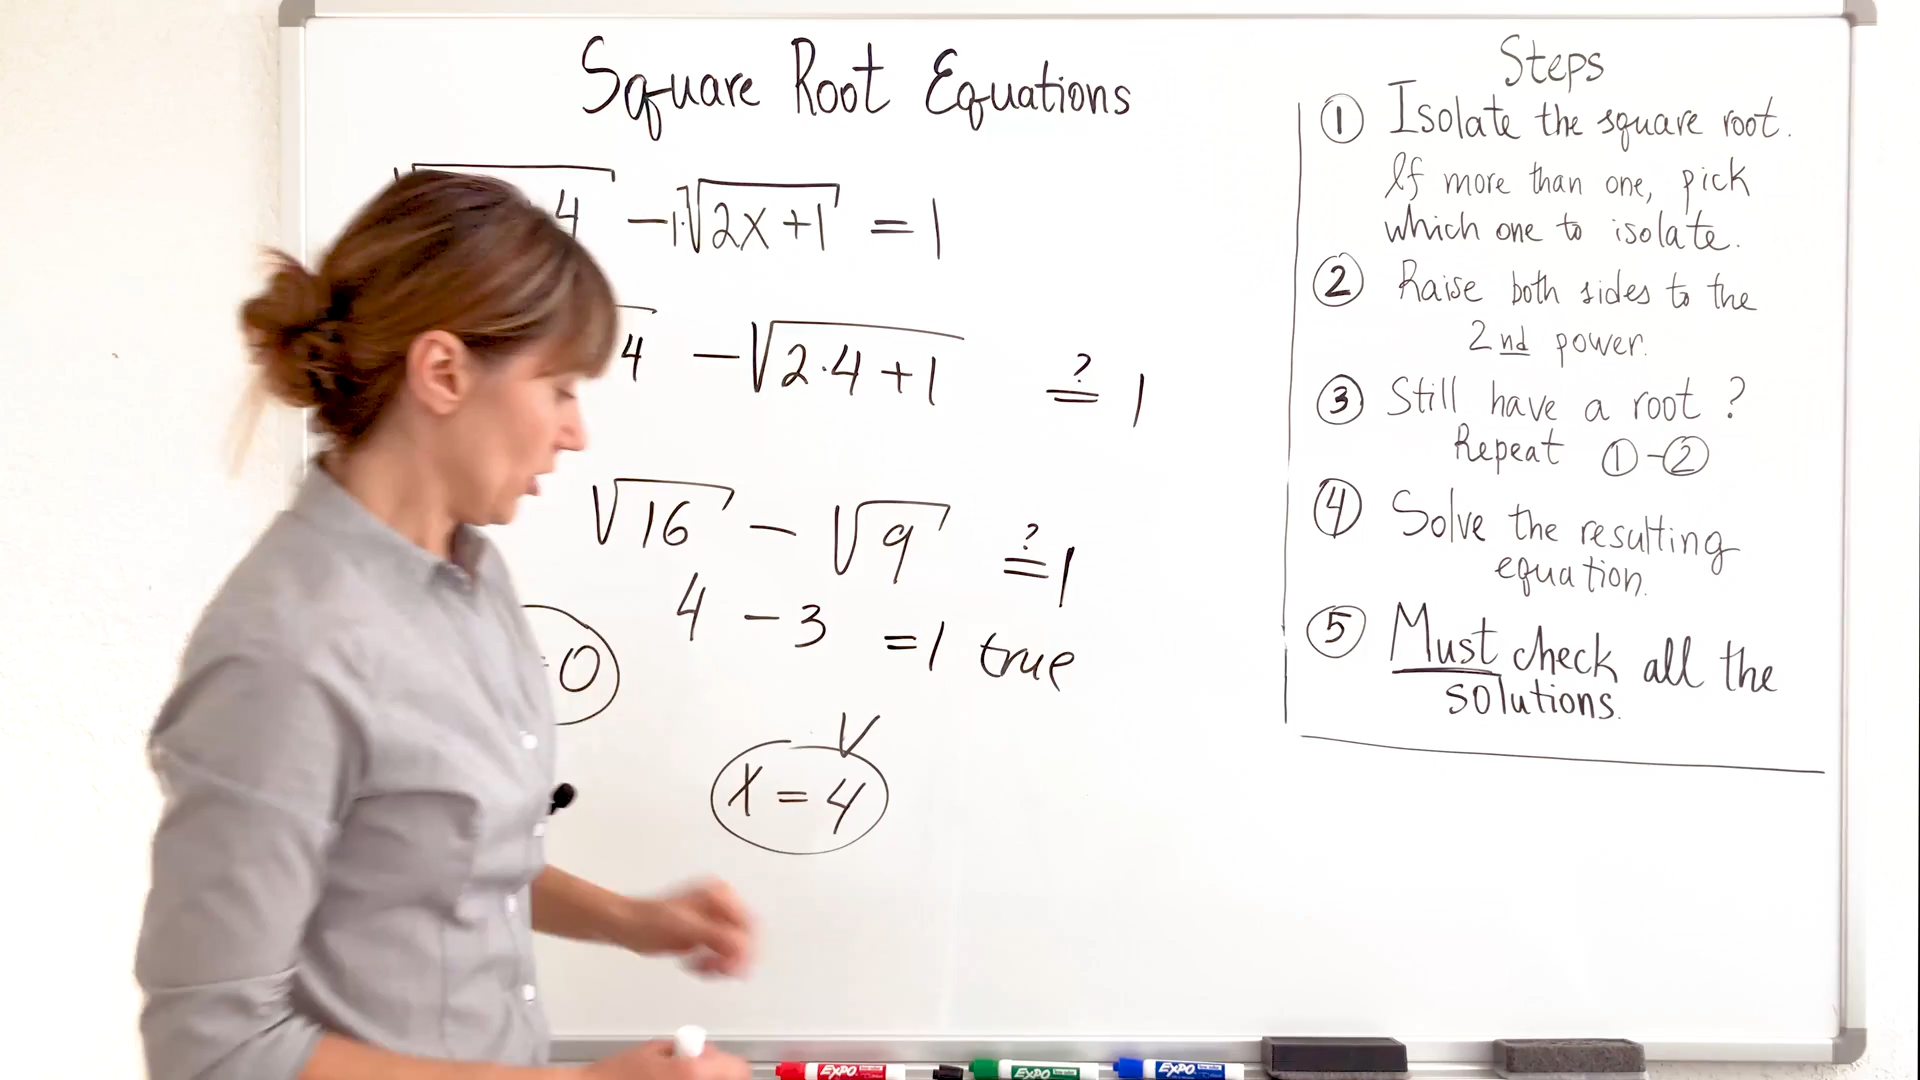 Square Root Equations
4 -1·√2x+1 = 1
4 - √2·4+1 ≟ 1
√16 - √9 ≟ 1
4 - 3 = 1 true
=0
√
x = 4
Steps
① Isolate the square root.
If more than one, pick
which one to isolate.
② Raise both sides to the
2nd power.
③ Still have a root?
Repeat ①-②
④ Solve the resulting
equation.
⑤ Must check all the
solutions.
EXPO
EXPO
EXPO